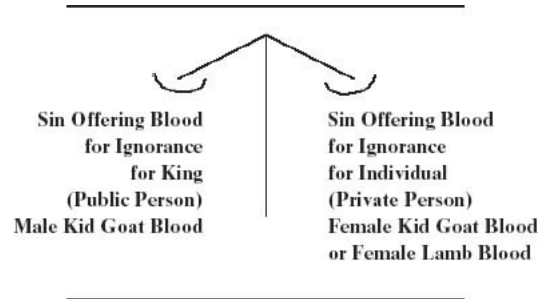 Sin Offering Blood
for Ignorance
for King
(Public Person)
Male Kid Goat Blood
Sin Offering Blood
for Ignorance
for Individual
(Private Person)
Female Kid Goat Blood
or Female Lamb Blood